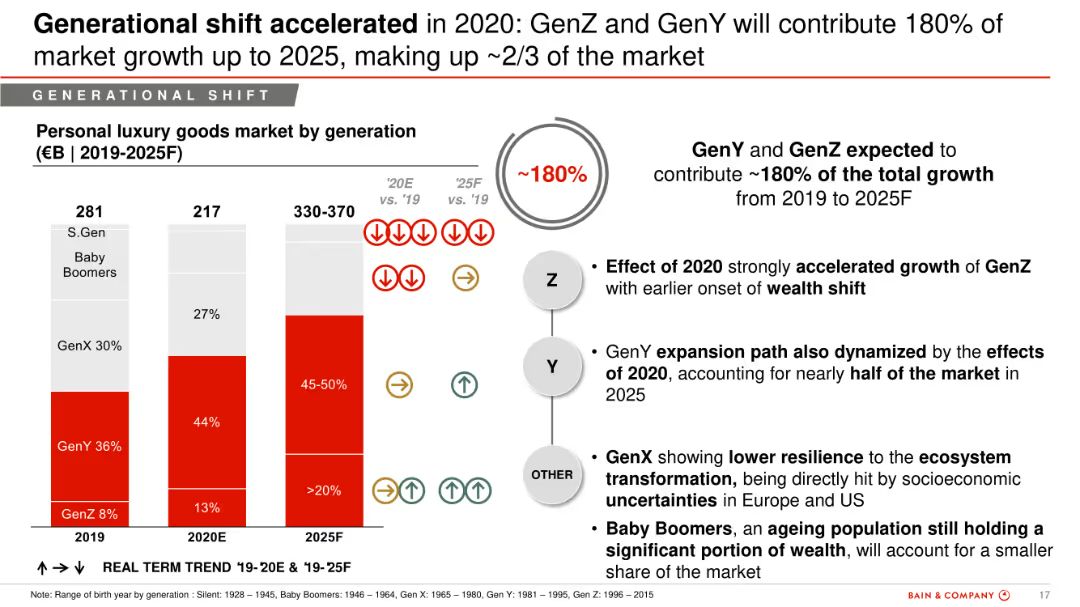 Generational shift accelerated in 2020: GenZ and GenY will contribute 180% of
market growth up to 2025, making up ~2/3 of the market
GENERATIONAL SHIFT
Personal luxury goods market by generation
(€B | 2019-2025F)
'20E
vs. '19
'25F
vs. '19
281
217
330-370
S.Gen
Baby
Boomers
GenX 30%
GenY 36%
GenZ 8%
27%
44%
13%
45-50%
>20%
2019
2020E
2025F
REAL TERM TREND '19-'20E & '19-'25F
~180%
GenY and GenZ expected to
contribute ~180% of the total growth
from 2019 to 2025F
Z
• Effect of 2020 strongly accelerated growth of GenZ
with earlier onset of wealth shift
Y
• GenY expansion path also dynamized by the effects
of 2020, accounting for nearly half of the market in
2025
OTHER
• GenX showing lower resilience to the ecosystem
transformation, being directly hit by socioeconomic
uncertainties in Europe and US
• Baby Boomers, an ageing population still holding a
significant portion of wealth, will account for a smaller
share of the market
Note: Range of birth year by generation : Silent: 1928 – 1945, Baby Boomers: 1946 – 1964, Gen X: 1965 – 1980, Gen Y: 1981 – 1995, Gen Z: 1996 – 2015
BAIN & COMPANY
17